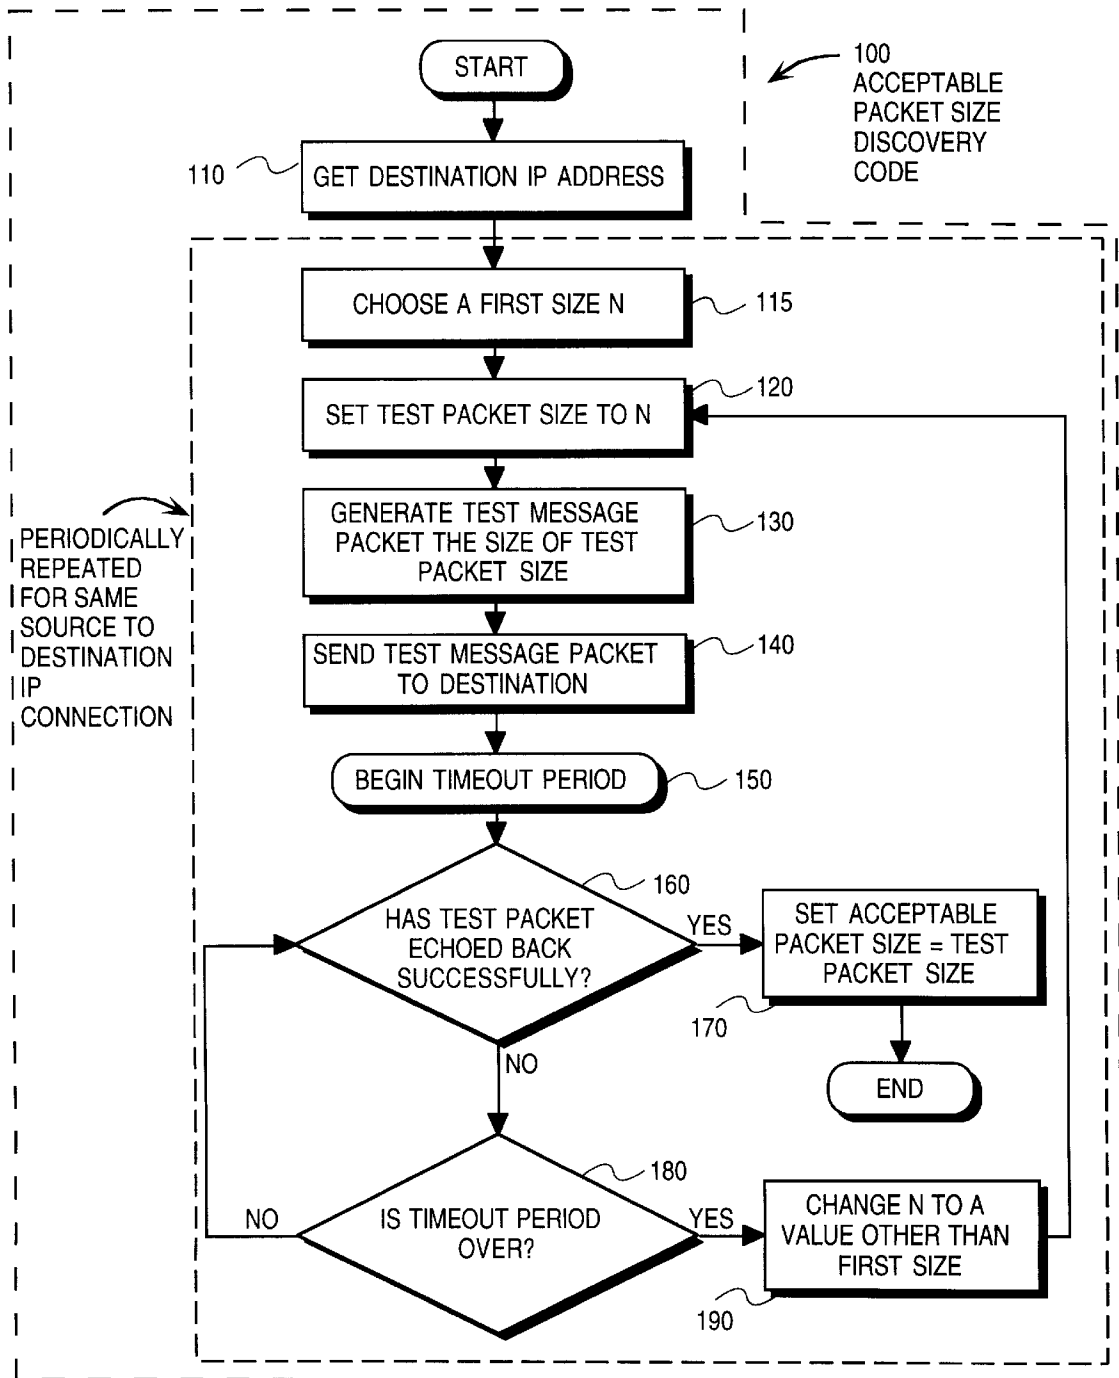 START
100
ACCEPTABLE
PACKET SIZE
DISCOVERY
CODE
110
GET DESTINATION IP ADDRESS
CHOOSE A FIRST SIZE N
115
SET TEST PACKET SIZE TO N
120
PERIODICALLY
REPEATED
FOR SAME
SOURCE TO
DESTINATION
IP
CONNECTION
GENERATE TEST MESSAGE
PACKET THE SIZE OF TEST
PACKET SIZE
130
SEND TEST MESSAGE PACKET
TO DESTINATION
140
BEGIN TIMEOUT PERIOD
150
HAS TEST PACKET
ECHOED BACK
SUCCESSFULLY?
160
YES
SET ACCEPTABLE
PACKET SIZE = TEST
PACKET SIZE
170
NO
END
IS TIMEOUT PERIOD
OVER?
180
NO
YES
CHANGE N TO A
VALUE OTHER THAN
FIRST SIZE
190